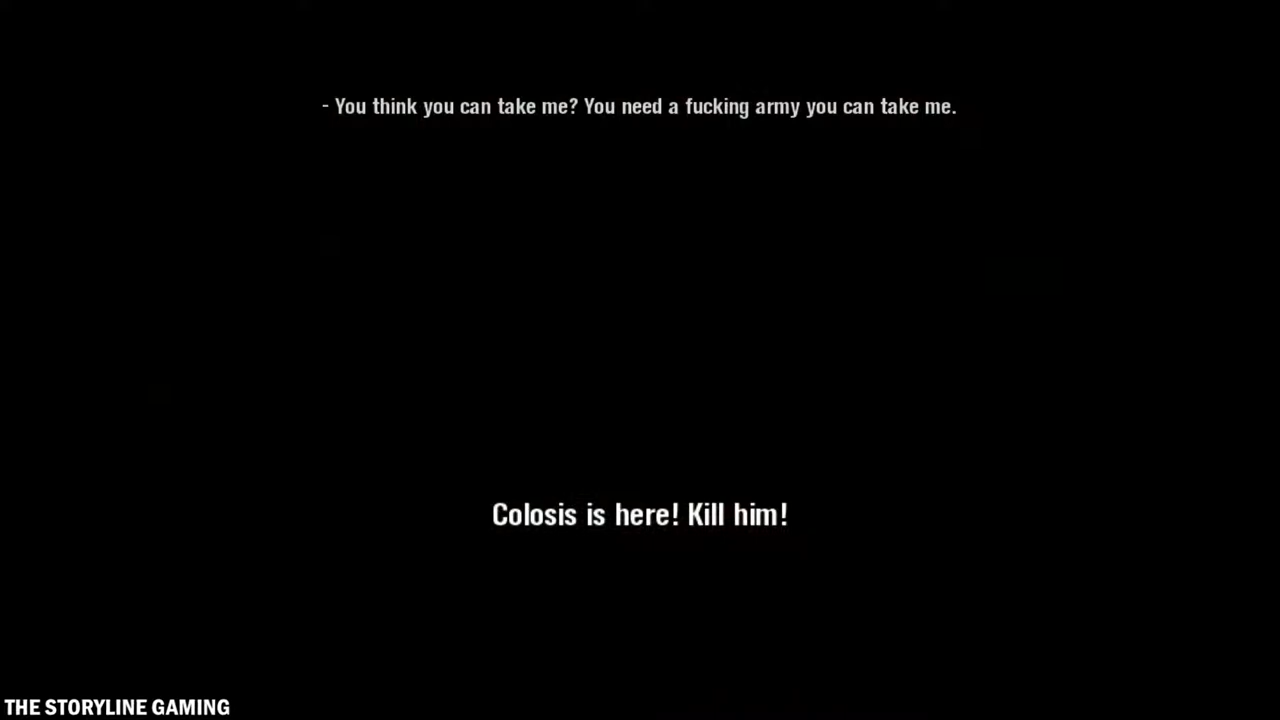 - You think you can take me? You need a fucking army you can take me.
Colosis is here! Kill him!
THE STORYLINE GAMING